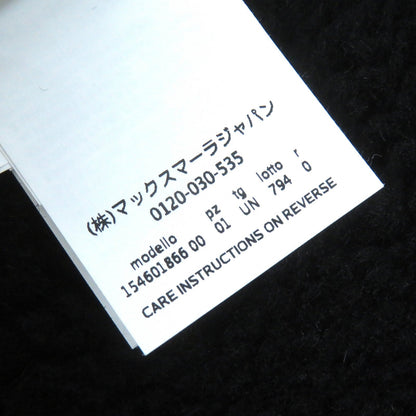 (株)マックスマーラジャパン
0120-030-535
modello pz tg lotto r
154601866 00 01 UN 794 0
CARE INSTRUCTIONS ON REVERSE